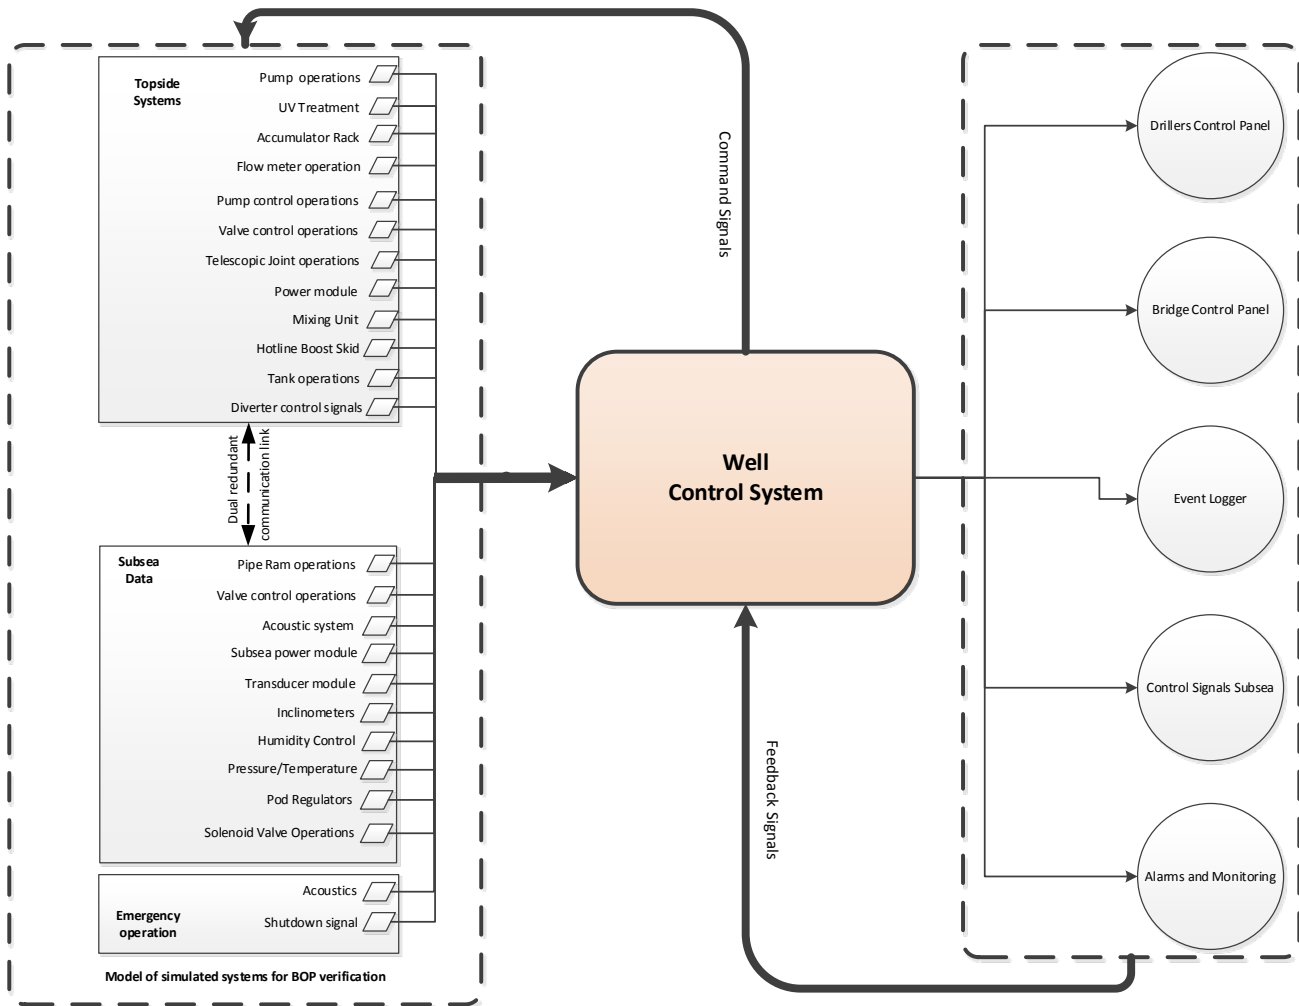 Topside
Systems
Pump operations
UV Treatment
Accumulator Rack
Flow meter operation
Pump control operations
Valve control operations
Telescopic Joint operations
Power module
Mixing Unit
Hotline Boost Skid
Tank operations
Diverter control signals
Dual redundant
communication link
Subsea
Data
Pipe Ram operations
Valve control operations
Acoustic system
Subsea power module
Transducer module
Inclinometers
Humidity Control
Pressure/Temperature
Pod Regulators
Solenoid Valve Operations
Emergency
operation
Acoustics
Shutdown signal
Model of simulated systems for BOP verification
Command Signals
Well
Control System
Feedback Signals
Drillers Control Panel
Bridge Control Panel
Event Logger
Control Signals Subsea
Alarms and Monitoring